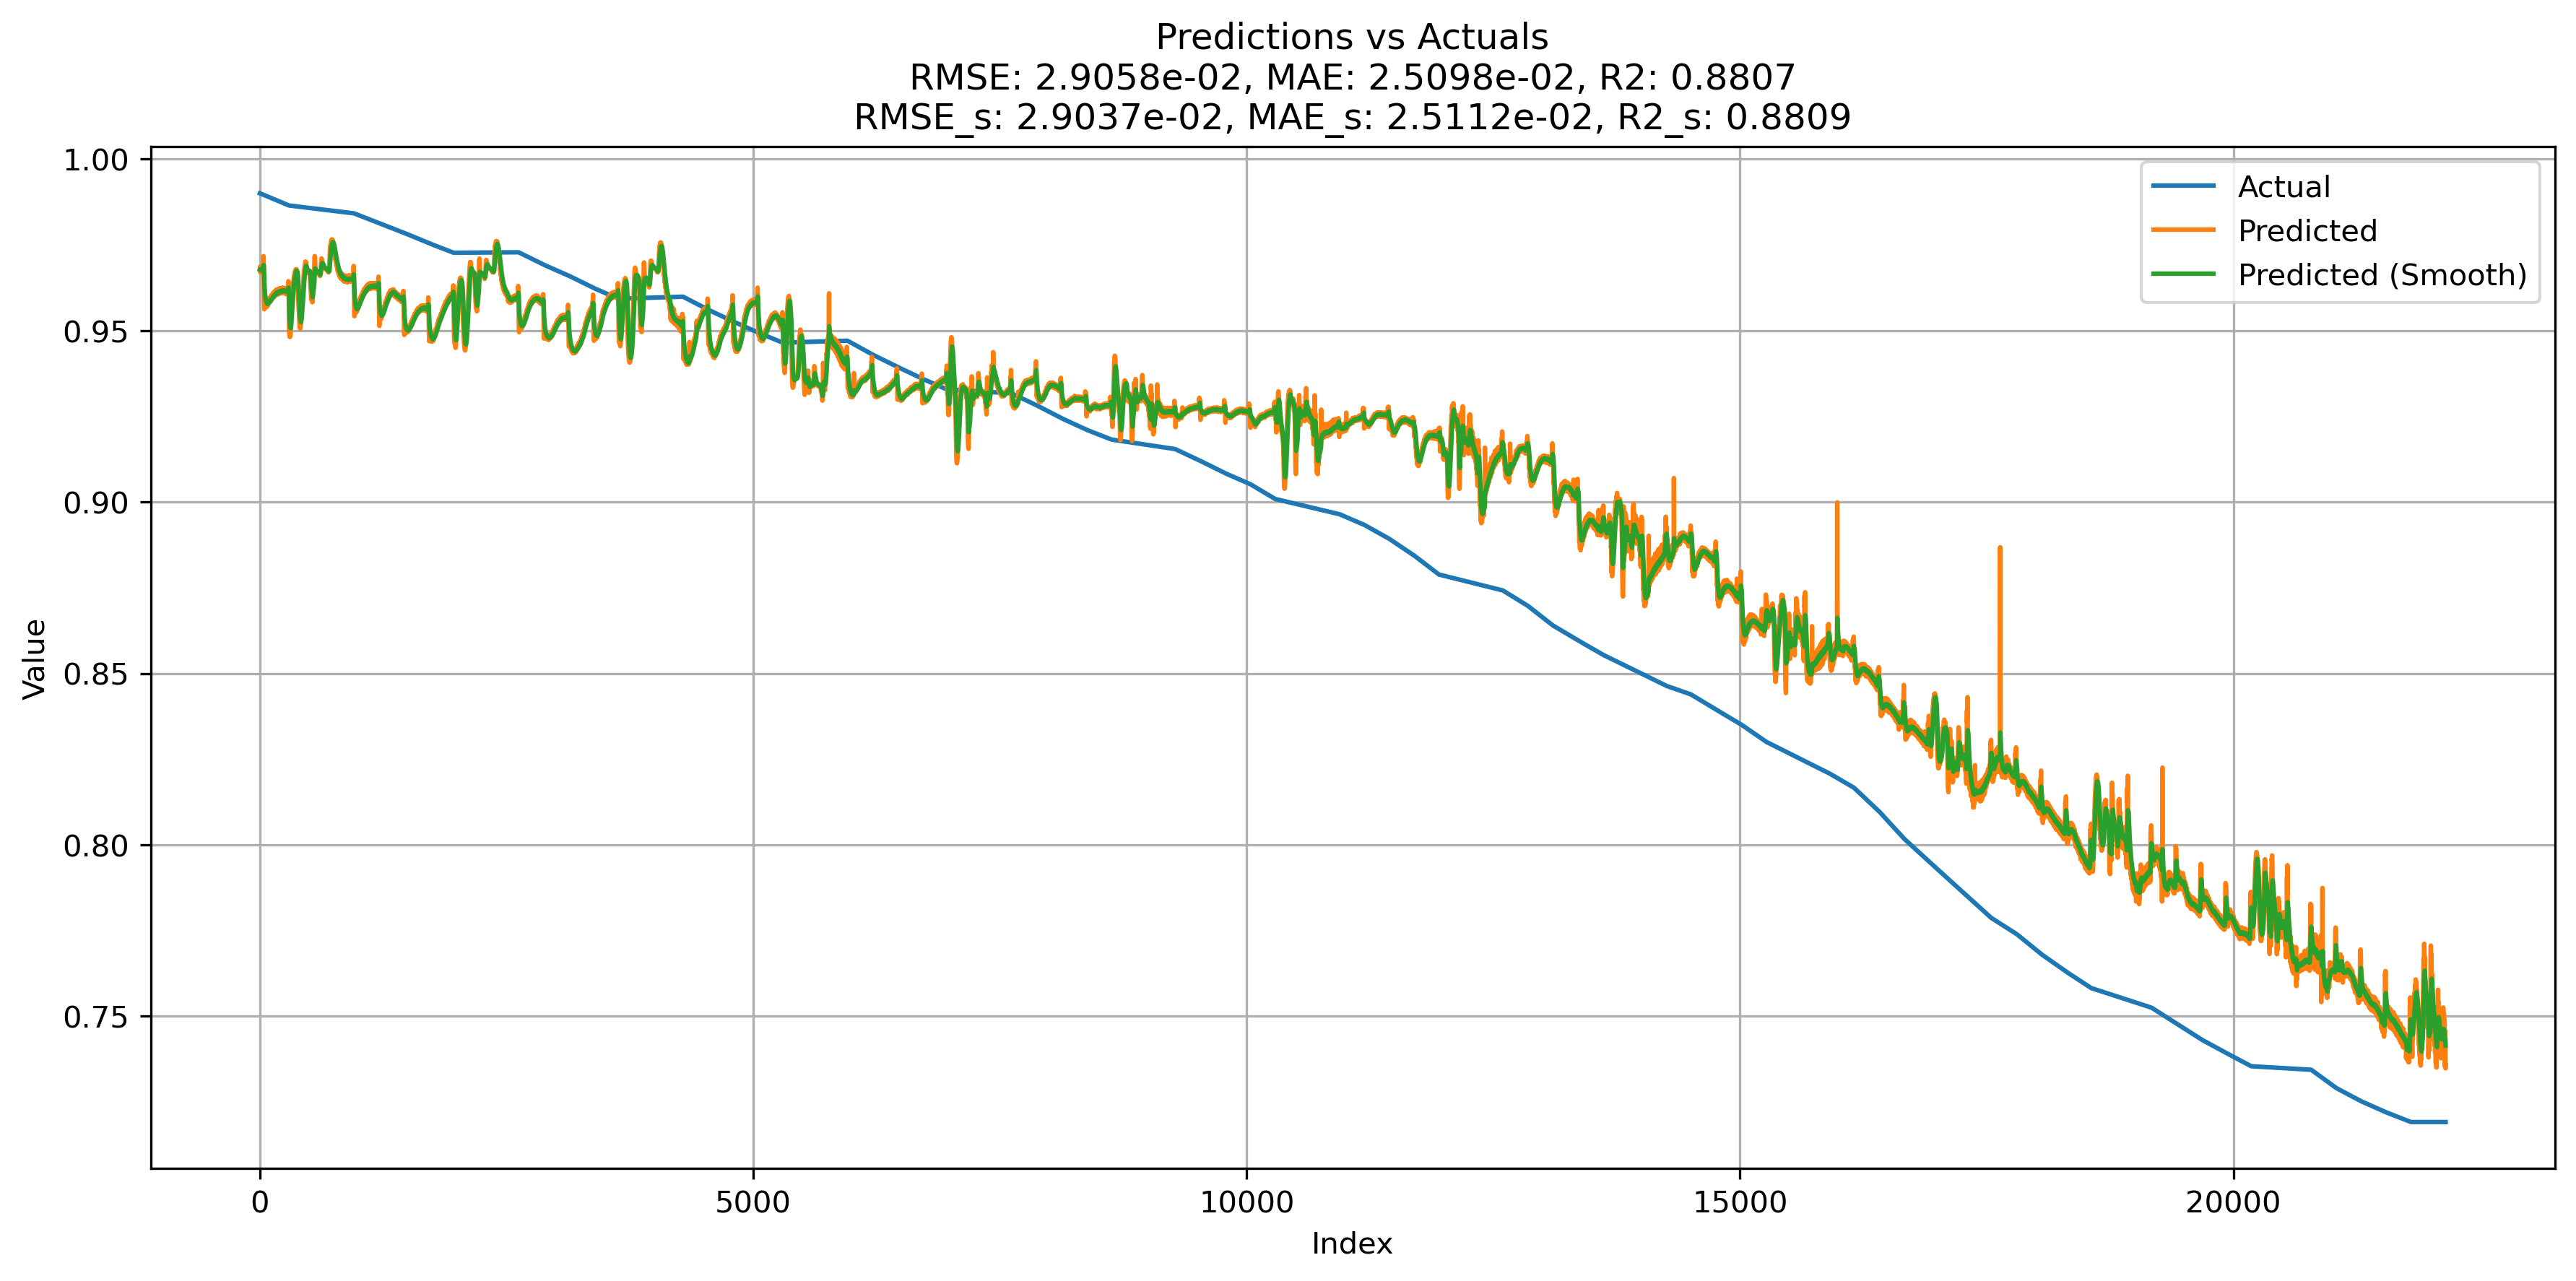 Predictions vs Actuals
RMSE: 2.9058e-02, MAE: 2.5098e-02, R2: 0.8807
RMSE_s: 2.9037e-02, MAE_s: 2.5112e-02, R2_s: 0.8809
Actual
Predicted
Predicted (Smooth)
Value
1.00
0.95
0.90
0.85
0.80
0.75
0
5000
10000
15000
20000
Index